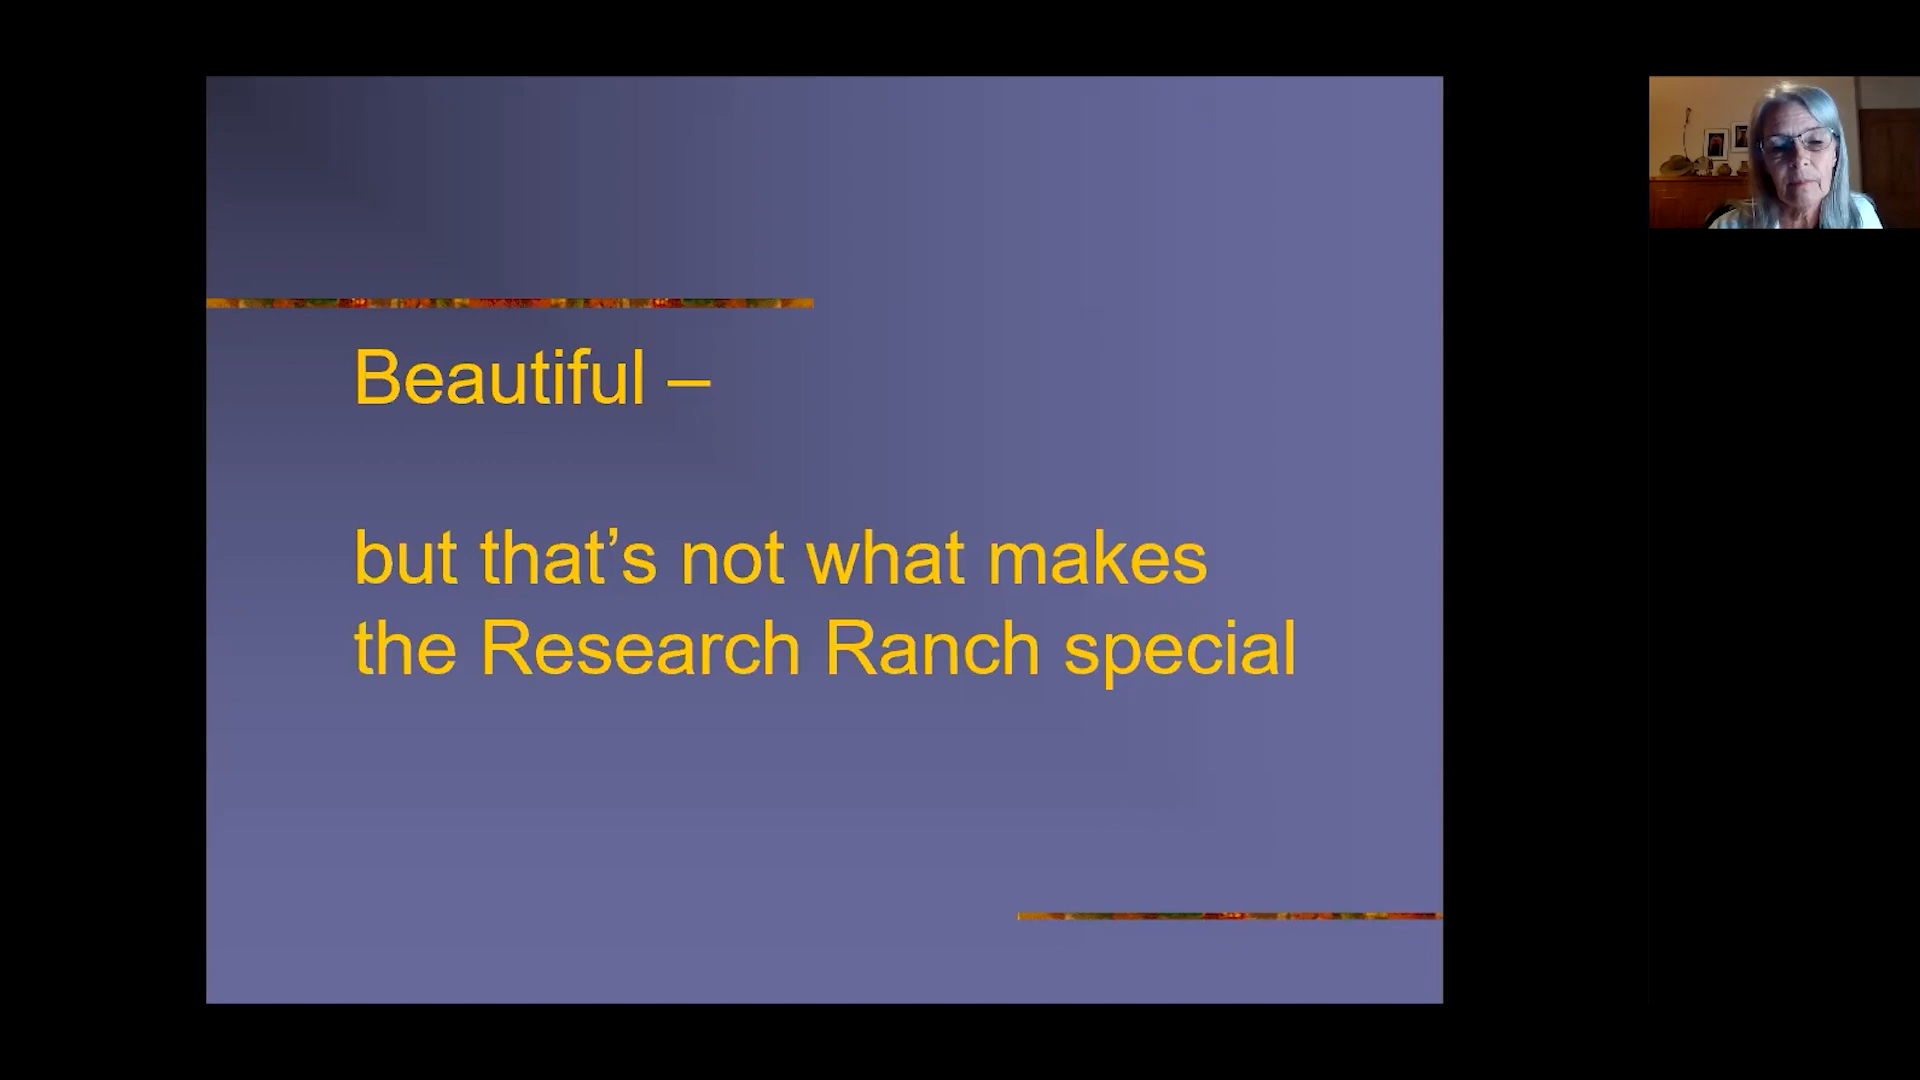 Beautiful –
but that’s not what makes
the Research Ranch special